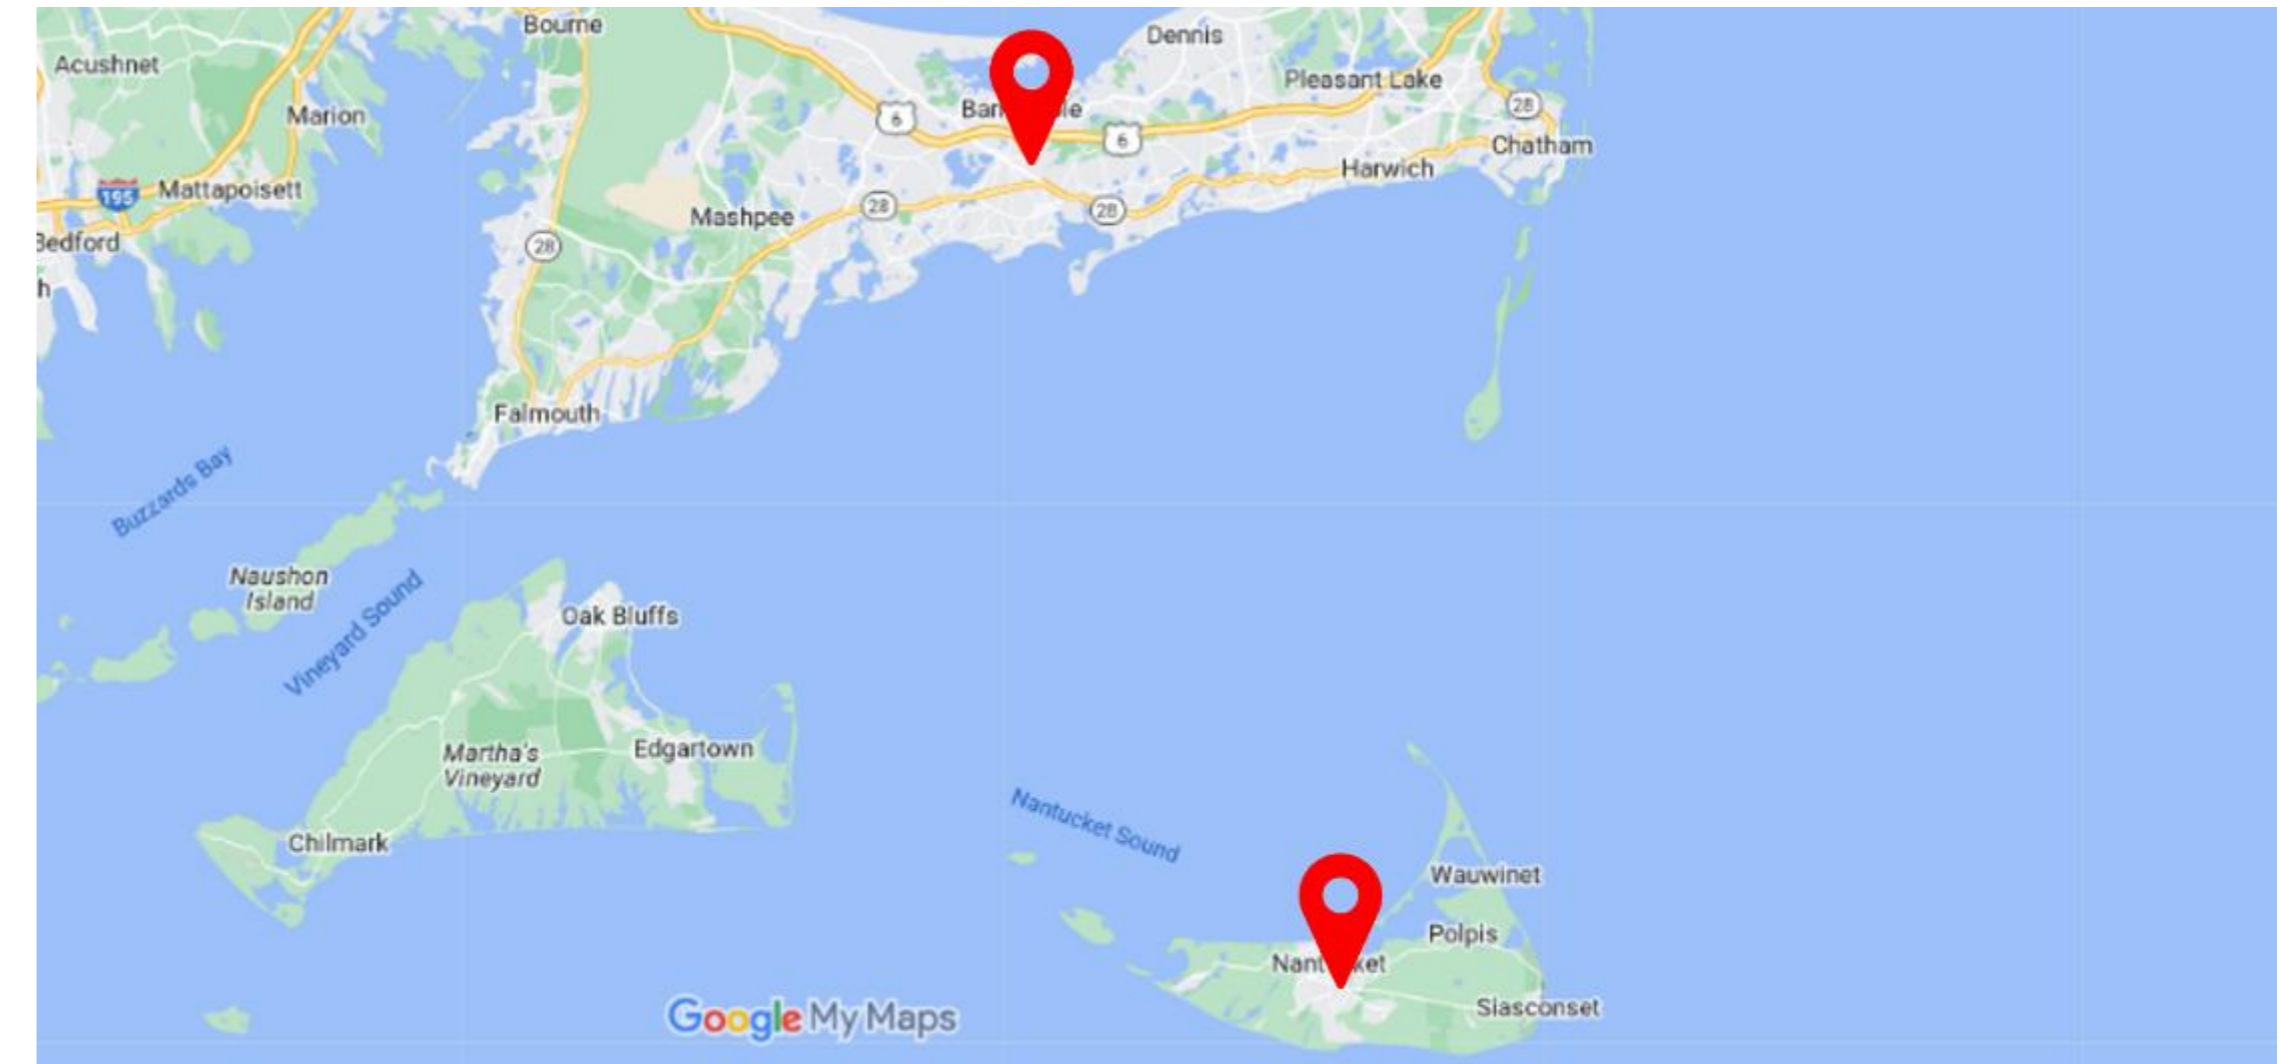 Bourne
Dennis
Acushnet
Pleasant Lake
6
28
Marion
6
Chatham
Harwich
195
Mattapoisett
28
28
Mashpee
Bedford
28
h
Falmouth
Buzzards Bay
Naushon
Island
Vineyard Sound
Oak Bluffs
Martha's
Vineyard
Edgartown
Nantucket Sound
Chilmark
Wauwinet
Polpis
Siasconset
Google My Maps